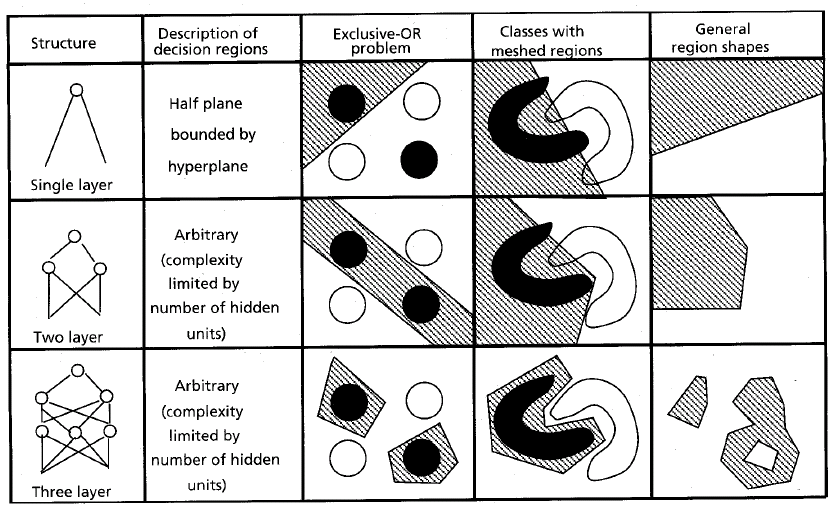 Structure
Description of
decision regions
Exclusive-OR
problem
Classes with
meshed regions
General
region shapes
Single layer
Half plane
bounded by
hyperplane
Two layer
Arbitrary
(complexity
limited by
number of hidden
units)
Three layer
Arbitrary
(complexity
limited by
number of hidden
units)